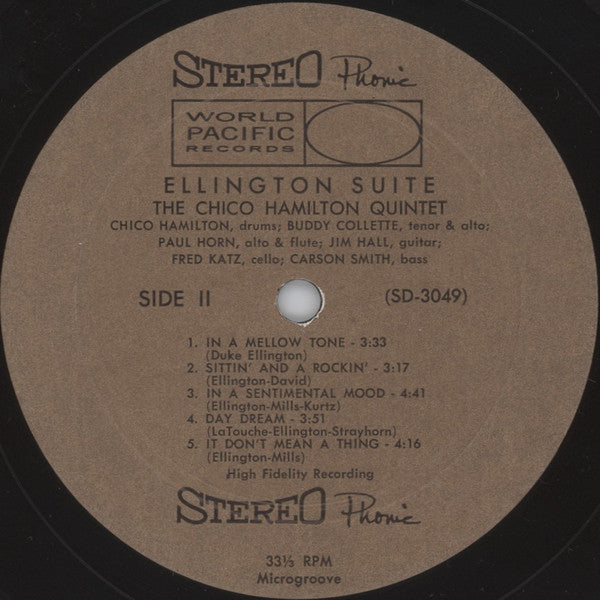 STEREO Phonic
WORLD
PACIFIC
RECORDS
ELLINGTON SUITE
THE CHICO HAMILTON QUINTET
CHICO HAMILTON, drums; BUDDY COLLETTE, tenor & alto;
PAUL HORN, alto & flute; JIM HALL, guitar;
FRED KATZ, cello; CARSON SMITH, bass
SIDE II (SD-3049)
1. IN A MELLOW TONE - 3:33
(Duke Ellington)
2. SITTIN' AND A ROCKIN' - 3:17
(Ellington-David)
3. IN A SENTIMENTAL MOOD - 4:41
(Ellington-Mills-Kurtz)
4. DAY DREAM - 3:51
(LaTouche-Ellington-Strayhorn)
5. IT DON'T MEAN A THING - 4:16
(Ellington-Mills)
High Fidelity Recording
STEREO Phonic
33⅓ RPM
Microgroove